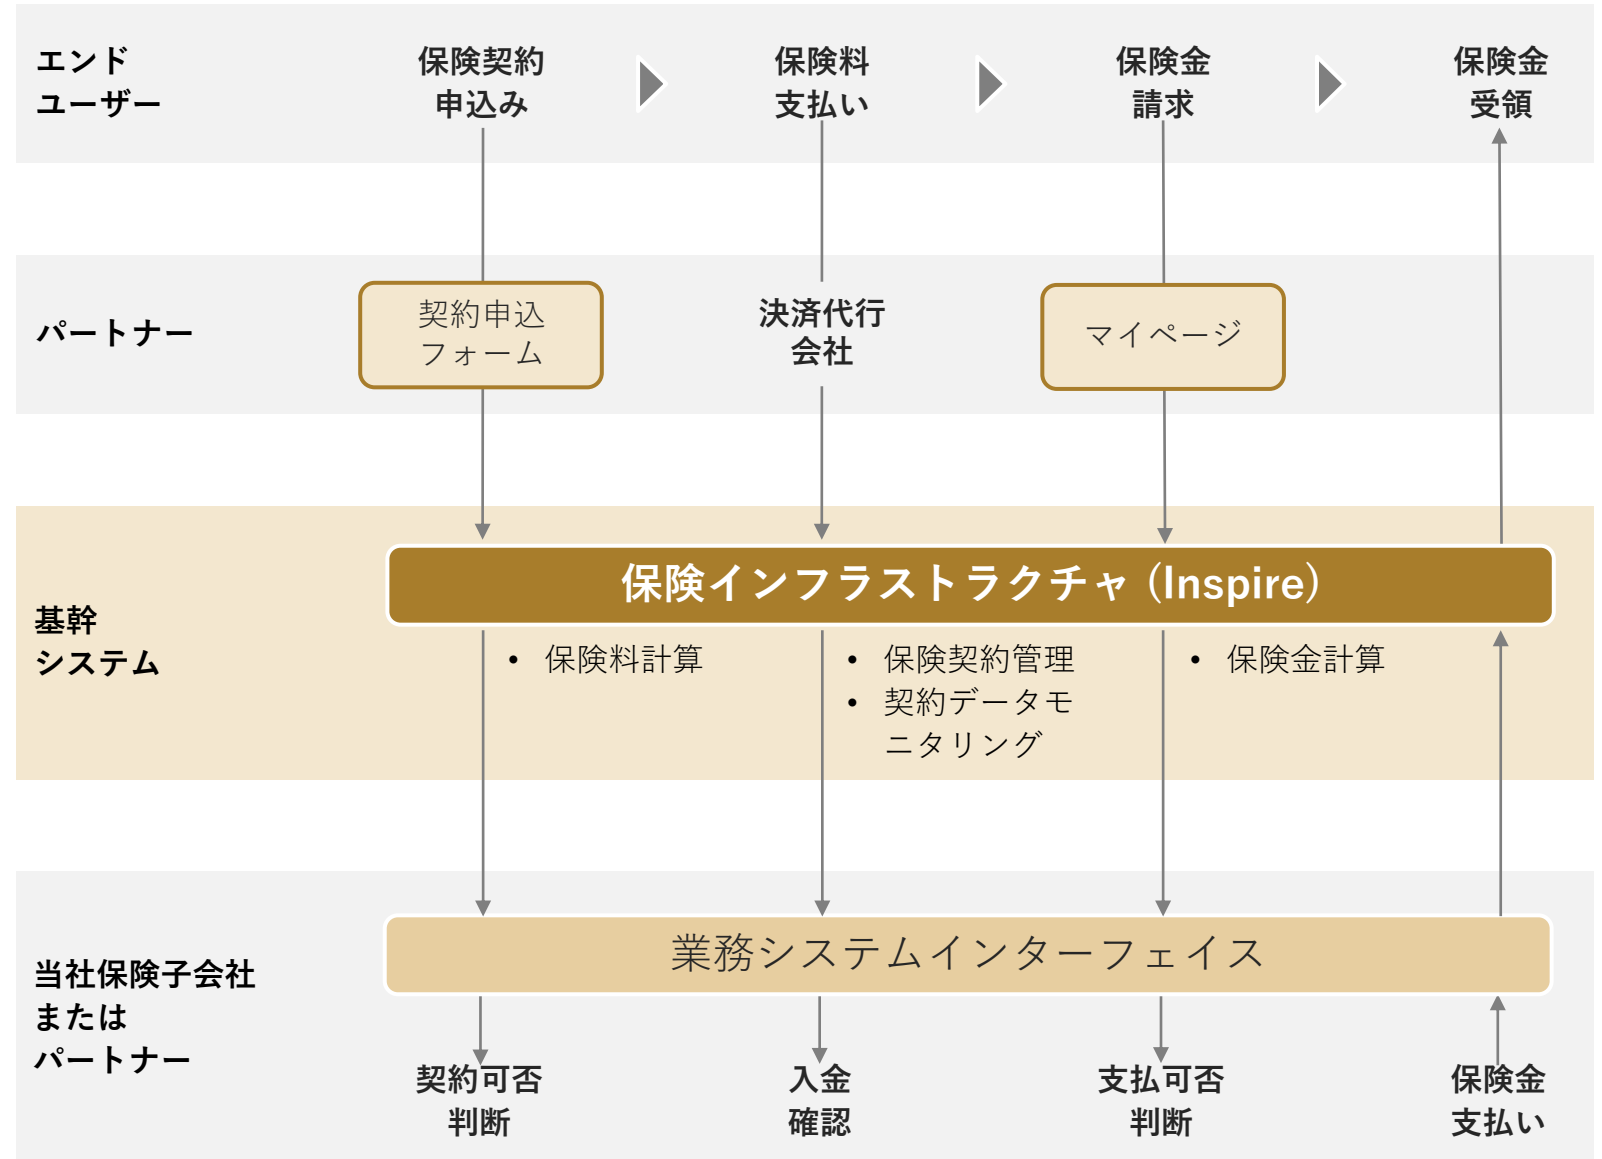 エンド
ユーザー
保険契約
申込み
保険料
支払い
保険金
請求
保険金
受領
パートナー
契約申込
フォーム
決済代行
会社
マイページ
基幹
システム
保険インフラストラクチャ (Inspire)
• 保険料計算
• 保険契約管理
• 契約データモ
ニタリング
• 保険金計算
当社保険子会社
または
パートナー
業務システムインターフェイス
契約可否
判断
入金
確認
支払可否
判断
保険金
支払い